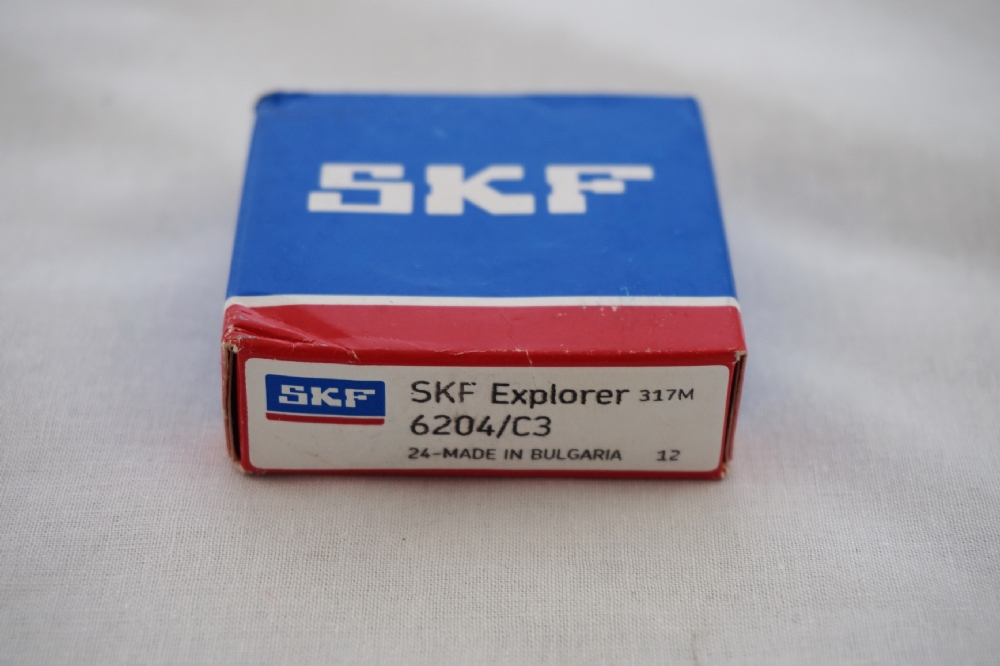 SKF
SKF
SKF Explorer 317M
6204/C3
24-MADE IN BULGARIA 12